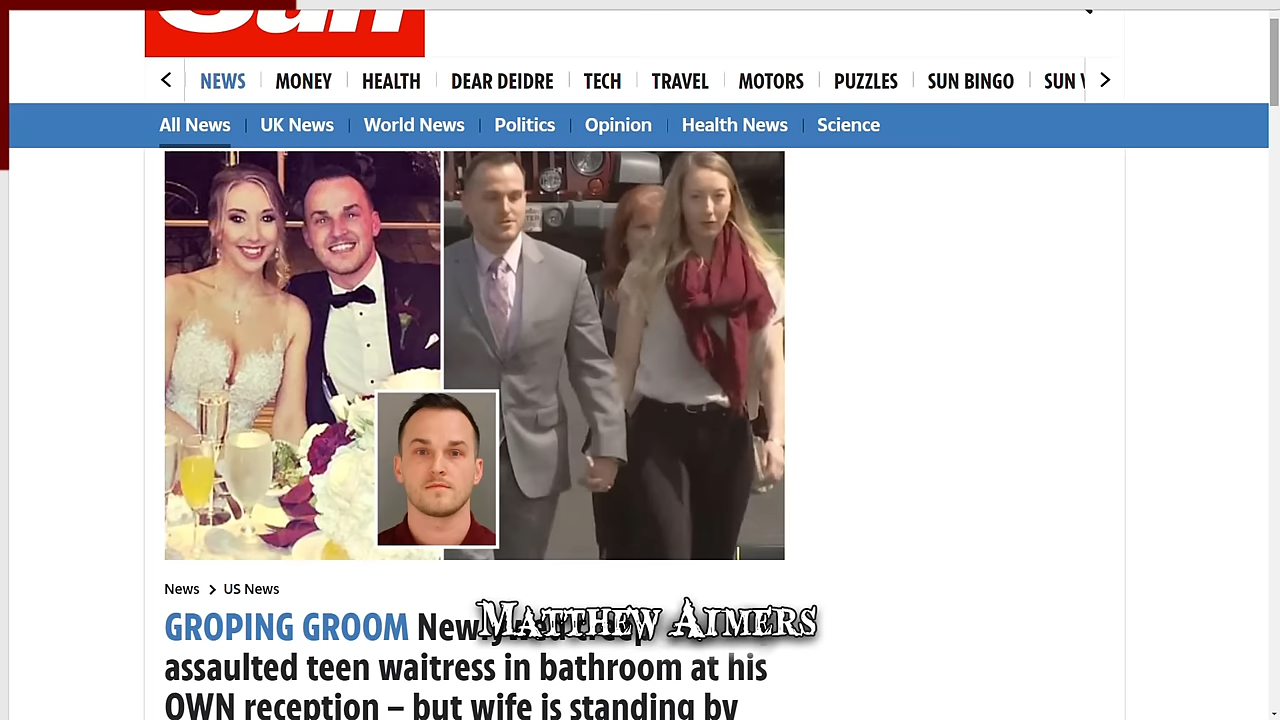 Sun
NEWS MONEY HEALTH DEAR DEIDRE TECH TRAVEL MOTORS PUZZLES SUN BINGO SUN
All News UK News World News Politics Opinion Health News Science
News > US News
GROPING GROOM
Matthew Aimers
assaulted teen waitress in bathroom at his
OWN reception – but wife is standing by